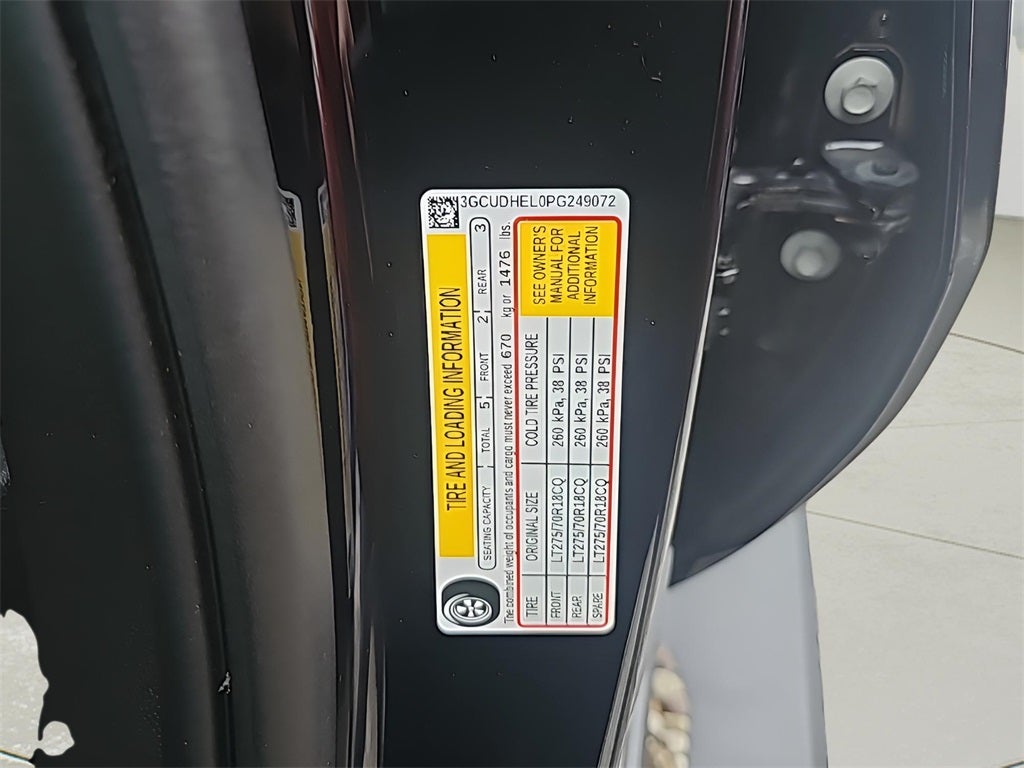 3GCUDHEL0PG249072
TIRE AND LOADING INFORMATION
SEATING CAPACITY TOTAL 5 FRONT 2 REAR 3
The combined weight of occupants and cargo must never exceed 670 kg or 1476 lbs.
TIRE ORIGINAL SIZE COLD TIRE PRESSURE
FRONT LT275/70R18CQ 260 kPa, 38 PSI
REAR LT275/70R18CQ 260 kPa, 38 PSI
SPARE LT275/70R18CQ 260 kPa, 38 PSI
SEE OWNER'S
MANUAL FOR
ADDITIONAL
INFORMATION